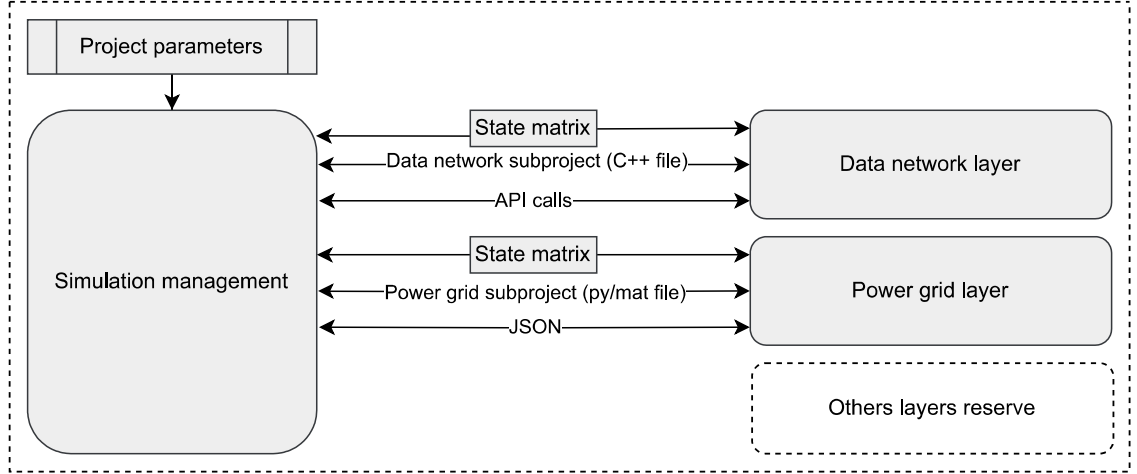 Project parameters
Simulation management
State matrix
Data network subproject (C++ file)
API calls
Data network layer
State matrix
Power grid subproject (py/mat file)
JSON
Power grid layer
Others layers reserve